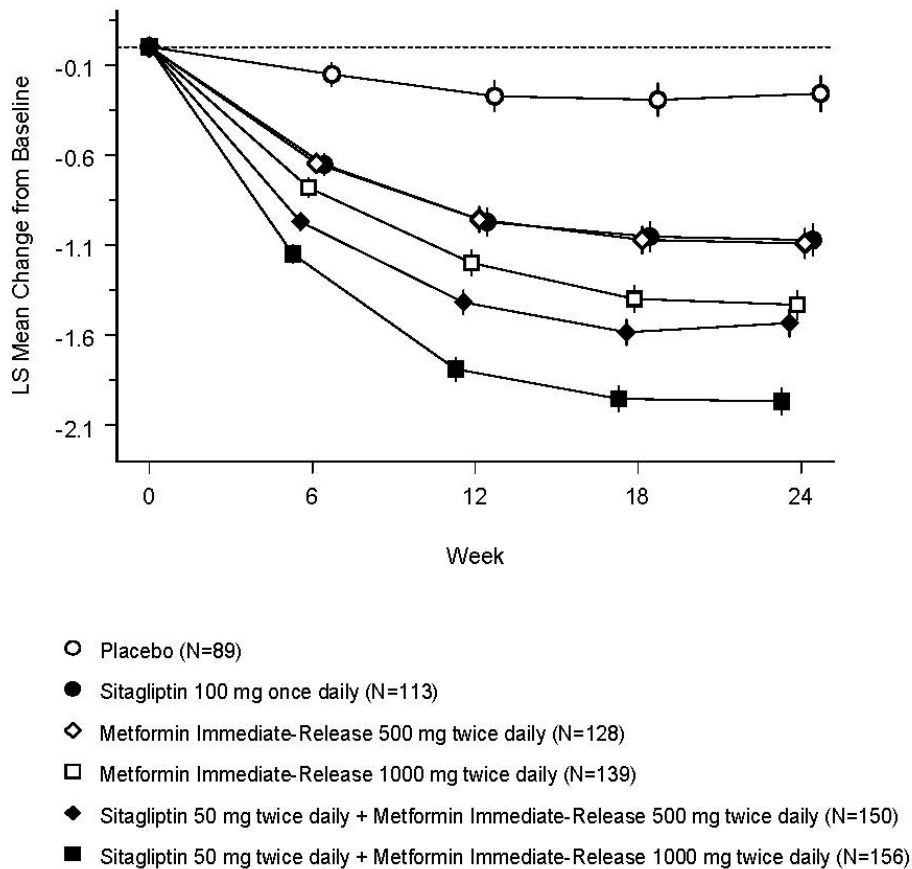 LS Mean Change from Baseline
-0.1
-0.6
-1.1
-1.6
-2.1
0 6 12 18 24
Week
Placebo (N=89)
Sitagliptin 100 mg once daily (N=113)
Metformin Immediate-Release 500 mg twice daily (N=128)
Metformin Immediate-Release 1000 mg twice daily (N=139)
Sitagliptin 50 mg twice daily + Metformin Immediate-Release 500 mg twice daily (N=150)
Sitagliptin 50 mg twice daily + Metformin Immediate-Release 1000 mg twice daily (N=156)